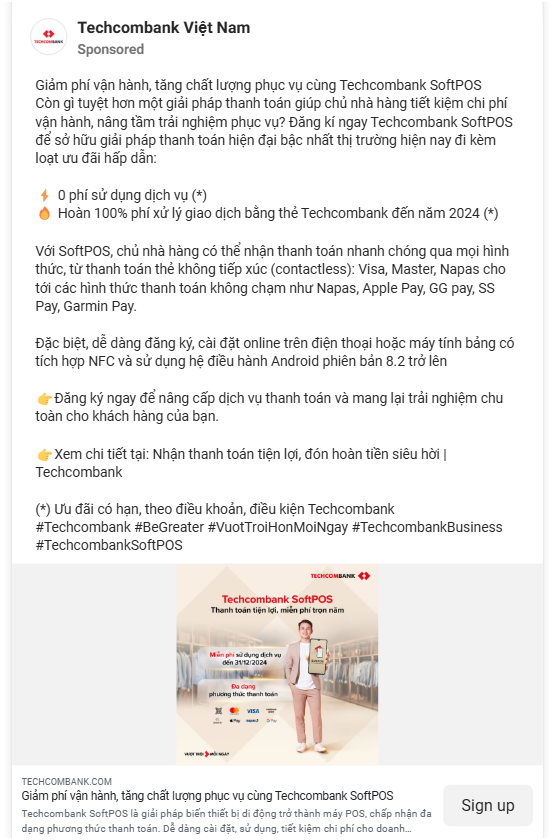 Techcombank Việt Nam
Sponsored
Giảm phí vận hành, tăng chất lượng phục vụ cùng Techcombank SoftPOS
Còn gì tuyệt hơn một giải pháp thanh toán giúp chủ nhà hàng tiết kiệm chi phí
vận hành, nâng tầm trải nghiệm phục vụ? Đăng kí ngay Techcombank SoftPOS
để sở hữu giải pháp thanh toán hiện đại bậc nhất thị trường hiện nay đi kèm
loạt ưu đãi hấp dẫn:
⚡ 0 phí sử dụng dịch vụ (*)
🔥 Hoàn 100% phí xử lý giao dịch bằng thẻ Techcombank đến năm 2024 (*)
Với SoftPOS, chủ nhà hàng có thể nhận thanh toán nhanh chóng qua mọi hình
thức, từ thanh toán thẻ không tiếp xúc (contactless): Visa, Master, Napas cho
tới các hình thức thanh toán không chạm như Napas, Apple Pay, GG pay, SS
Pay, Garmin Pay.
Đặc biệt, dễ dàng đăng ký, cài đặt online trên điện thoại hoặc máy tính bảng có
tích hợp NFC và sử dụng hệ điều hành Android phiên bản 8.2 trở lên
👉Đăng ký ngay để nâng cấp dịch vụ thanh toán và mang lại trải nghiệm chu
toàn cho khách hàng của bạn.
👉Xem chi tiết tại: Nhận thanh toán tiện lợi, đón hoàn tiền siêu hời |
Techcombank
(*) Ưu đãi có hạn, theo điều khoản, điều kiện Techcombank
#Techcombank #BeGreater #VuotTroiHonMoiNgay #TechcombankBusiness
#TechcombankSoftPOS
TECHCOMBANK
Techcombank SoftPOS
Thanh toán tiện lợi, miễn phí trọn năm
Miễn phí sử dụng dịch vụ
đến 31/12/2024
Đa dạng
phương thức thanh toán
VISA
Pay
VƯỢT TRỘI MỖI NGÀY
TECHCOMBANK.COM
Giảm phí vận hành, tăng chất lượng phục vụ cùng Techcombank SoftPOS
Techcombank SoftPOS là giải pháp biến thiết bị di động trở thành máy POS, chấp nhận đa
dạng phương thức thanh toán. Dễ dàng cài đặt, sử dụng, tiết kiệm chi phí cho doanh...
Sign up